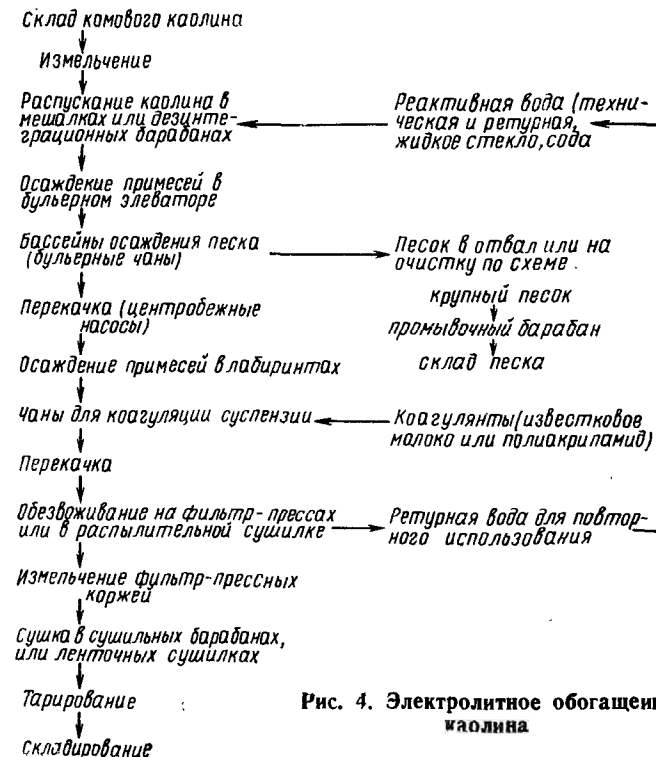 Склад комового каолина
Измельчение
Распускание каолина в
мешалках или дезинте-
грационных барабанах
Реактивная вода (техни-
ческая и ретурная,
жидкое стекло, сода
Осаждение примесей в
бульерном элеваторе
Бассейны осаждения песка
(бульерные чаны)
Песок в отвал или на
очистку по схеме
крупный песок
промывочный барабан
склад песка
Перекачка (центробежные
насосы)
Осаждение примесей в лабиринтах
Чаны для коагуляции суспензии
Коагулянты (известковое
молоко или полиакриламид)
Перекачка
Обезвоживание на фильтр-прессах
или в распылительной сушилке
Ретурная вода для повтор-
ного использования
Измельчение фильтр-прессных
коржей
Сушка в сушильных барабанах,
или ленточных сушилках
Тарирование
Складирование
Рис. 4. Электролитное обогащени
каолина